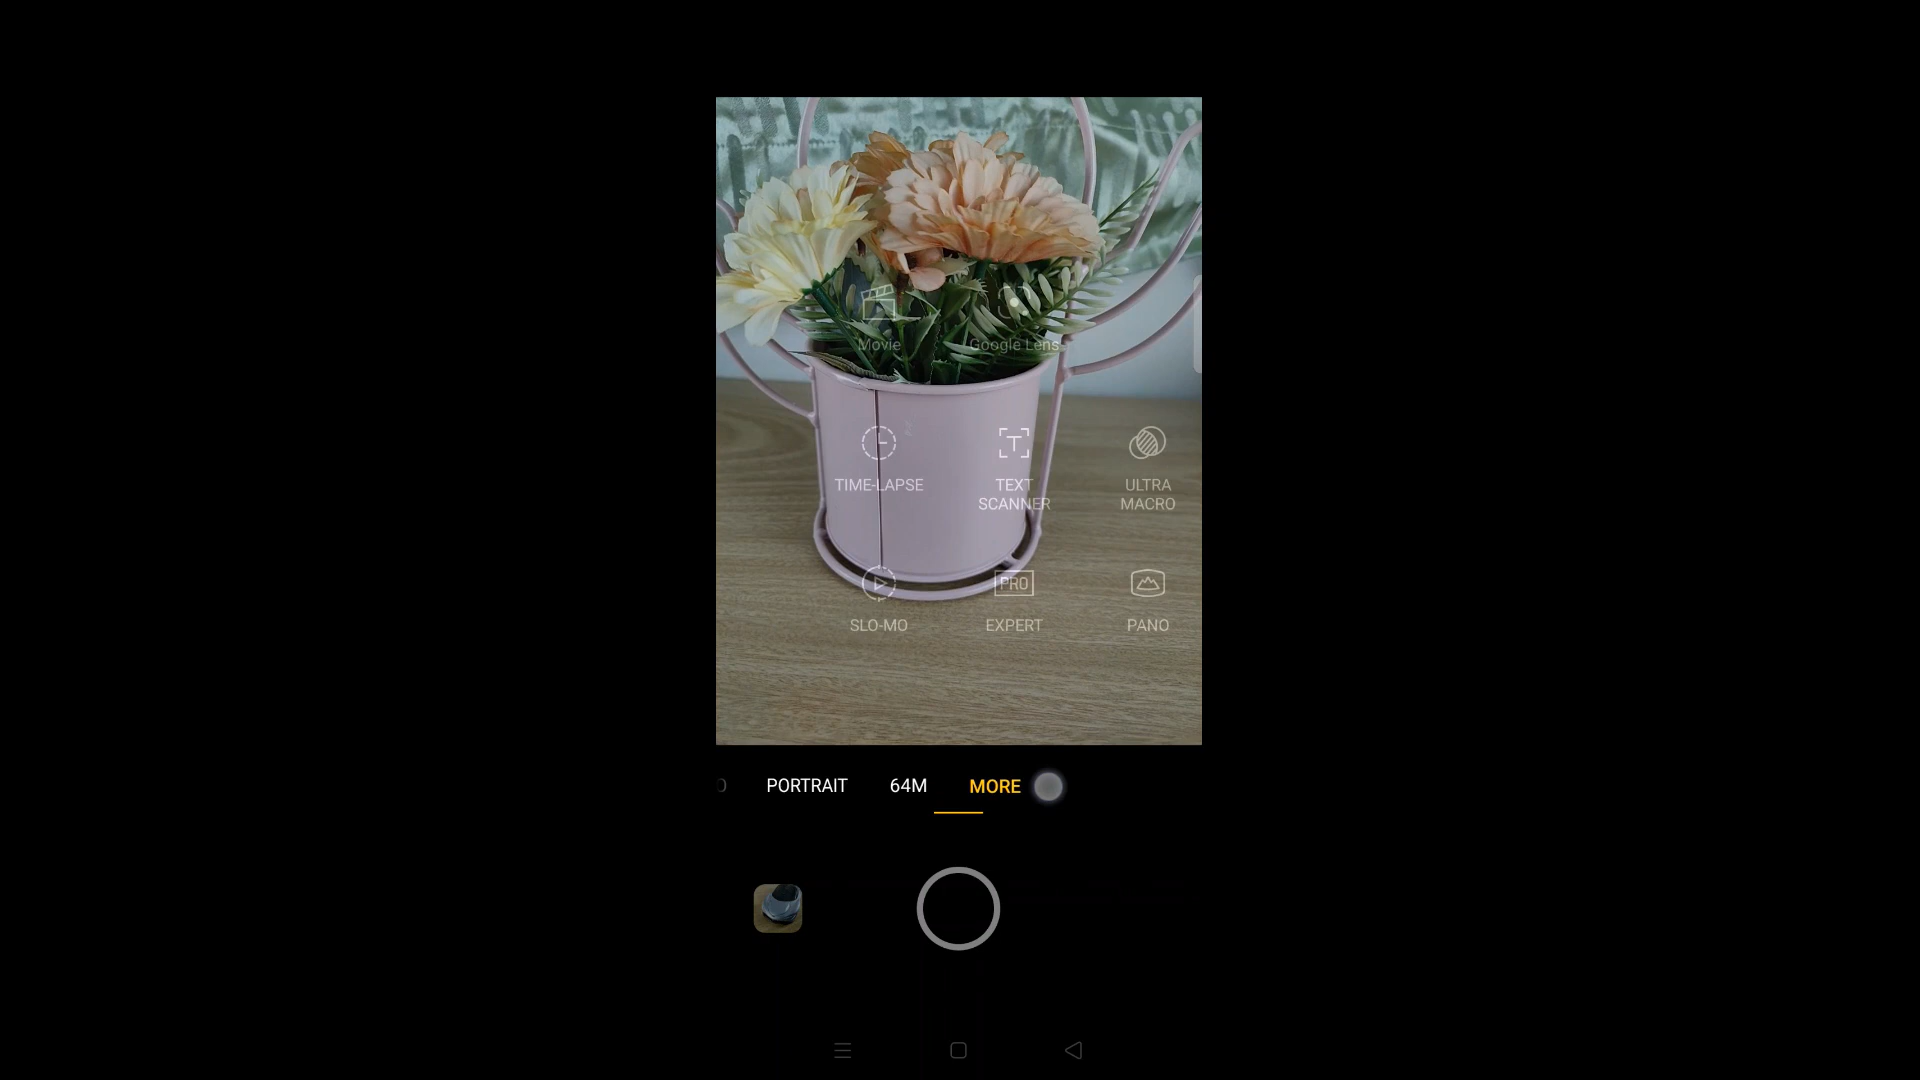 Movie
Google Lens
TIME-LAPSE
TEXT
SCANNER
ULTRA
MACRO
PRO
SLO-MO
EXPERT
PANO
PORTRAIT
64M
MORE